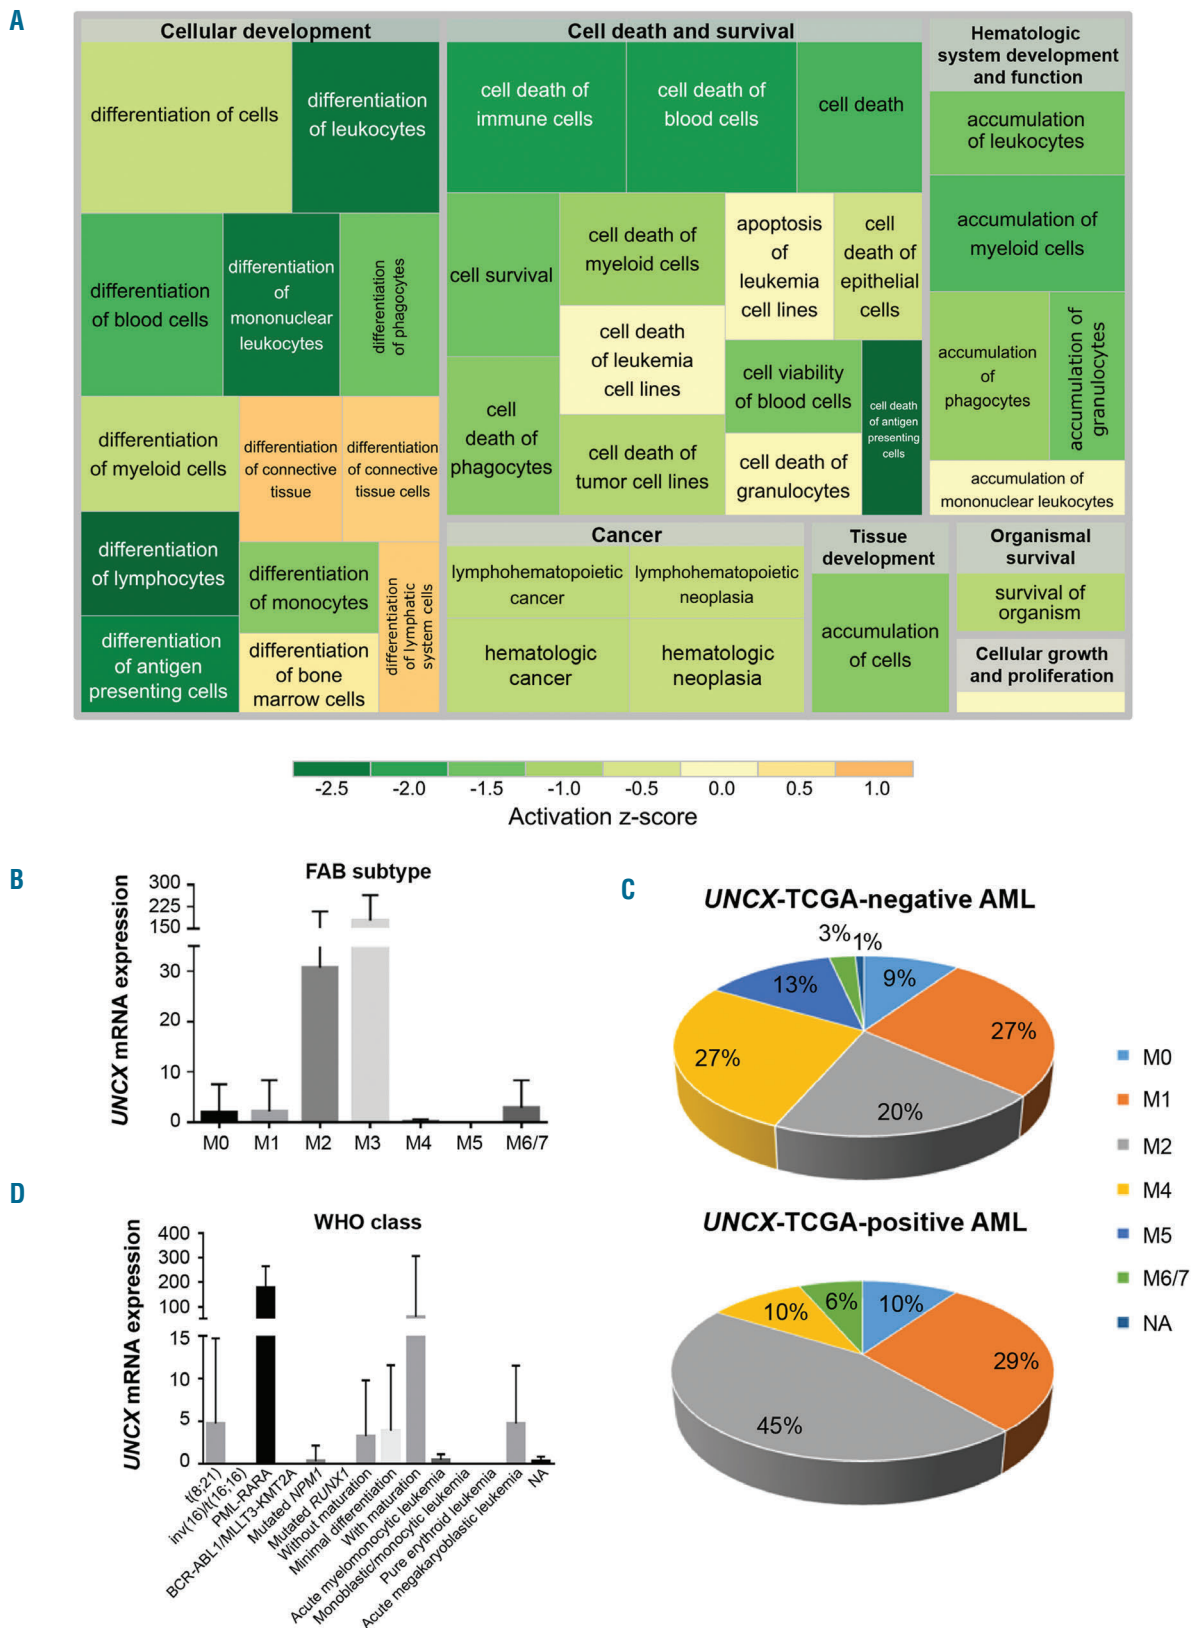 A
Cellular development
differentiation of cells
differentiation
of leukocytes
differentiation
of blood cells
differentiation
of
mononuclear
leukocytes
differentiation
of phagocytes
differentiation
of myeloid cells
differentiation
of connective
tissue
differentiation
of connective
tissue cells
differentiation
of lymphocytes
differentiation
of monocytes
differentiation
of lymphatic
system cells
differentiation
of antigen
presenting cells
differentiation
of bone
marrow cells
Cell death and survival
cell death of
immune cells
cell death of
blood cells
cell death
cell survival
cell death of
myeloid cells
apoptosis
of
leukemia
cell lines
cell
death of
epithelial
cells
cell death
of leukemia
cell lines
cell viability
of blood cells
cell death
of antigen
presenting
cells
cell
death of
phagocytes
cell death of
tumor cell lines
cell death of
granulocytes
Hematologic
system development
and function
accumulation
of leukocytes
accumulation of
myeloid cells
accumulation
of
phagocytes
accumulation of
granulocytes
accumulation of
mononuclear leukocytes
Cancer
lymphohematopoietic
cancer
lymphohematopoietic
neoplasia
hematologic
cancer
hematologic
neoplasia
Tissue
development
accumulation
of cells
Organismal
survival
survival of
organism
Cellular growth
and proliferation
-2.5 -2.0 -1.5 -1.0 -0.5 0.0 0.5 1.0
Activation z-score
B
FAB subtype
UNCX mRNA expression
300
225
150
30
20
10
0
M0 M1 M2 M3 M4 M5 M6/7
C
UNCX-TCGA-negative AML
3%
1%
9%
27%
20%
27%
13%
UNCX-TCGA-positive AML
10%
29%
45%
10%
6%
M0
M1
M2
M4
M5
M6/7
NA
D
WHO class
UNCX mRNA expression
400
300
200
100
15
10
5
0
t(8;21)
inv(16)/t(16;16)
PML-RARA
BCR-ABL1/MLLT3-KMT2A
Mutated NPM1
Mutated RUNX1
Without maturation
Minimal differentiation
With maturation
Acute myelomonocytic leukemia
Monoblastic/monocytic leukemia
Pure erythroid leukemia
Acute megakaryoblastic leukemia
NA